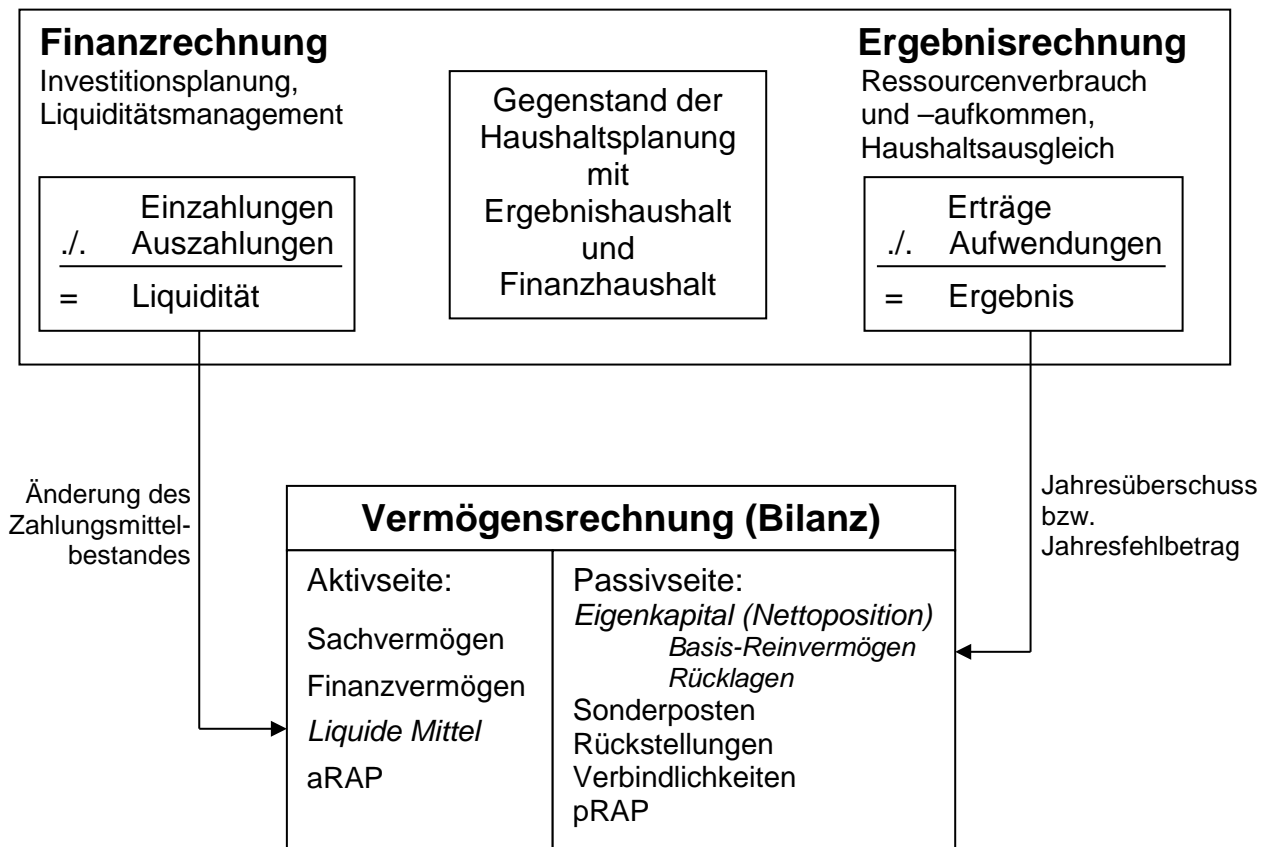 Finanzrechnung
Investitionsplanung,
Liquiditätsmanagement
Einzahlungen
./. Auszahlungen
= Liquidität
Gegenstand der
Haushaltsplanung
mit
Ergebnishaushalt
und
Finanzhaushalt
Ergebnisrechnung
Ressourcenverbrauch
und –aufkommen,
Haushaltsausgleich
Erträge
./. Aufwendungen
= Ergebnis
Änderung des
Zahlungsmittel-
bestandes
Vermögensrechnung (Bilanz)
Aktivseite:
Sachvermögen
Finanzvermögen
Liquide Mittel
aRAP
Passivseite:
Eigenkapital (Nettoposition)
Basis-Reinvermögen
Rücklagen
Sonderposten
Rückstellungen
Verbindlichkeiten
pRAP
Jahresüberschuss
bzw.
Jahresfehlbetrag